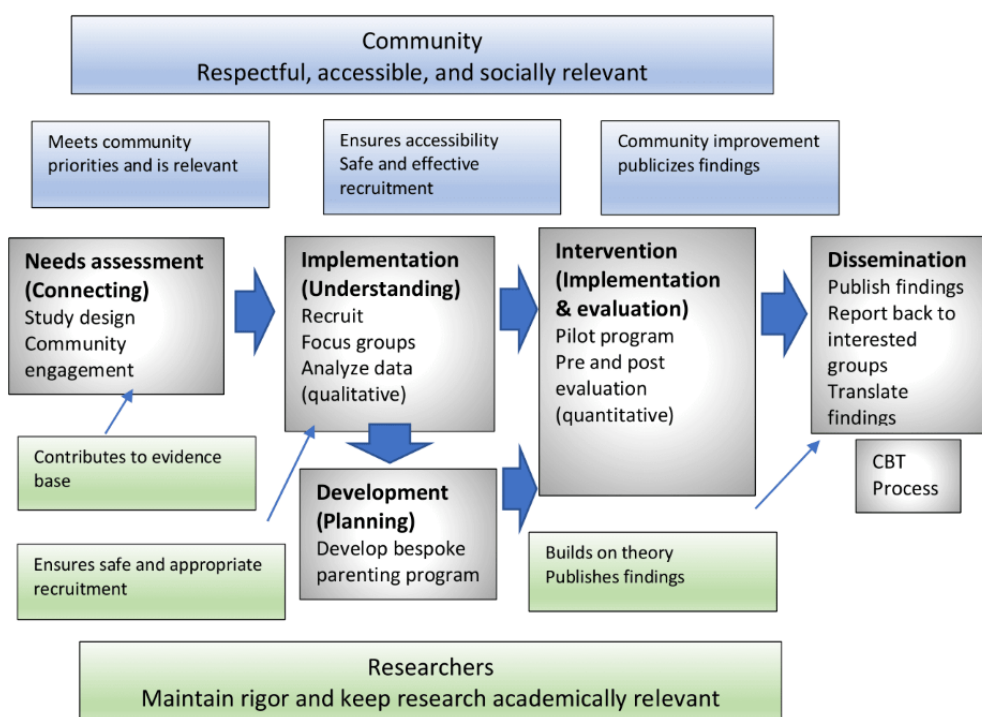 Community
Respectful, accessible, and socially relevant
Meets community
priorities and is relevant
Ensures accessibility
Safe and effective
recruitment
Community improvement
publicizes findings
Needs assessment
(Connecting)
Study design
Community
engagement
Implementation
(Understanding)
Recruit
Focus groups
Analyze data
(qualitative)
Intervention
(Implementation
& evaluation)
Pilot program
Pre and post
evaluation
(quantitative)
Dissemination
Publish findings
Report back to
interested
groups
Translate
findings
Contributes to evidence
base
Development
(Planning)
Develop bespoke
parenting program
CBT
Process
Ensures safe and appropriate
recruitment
Builds on theory
Publishes findings
Researchers
Maintain rigor and keep research academically relevant